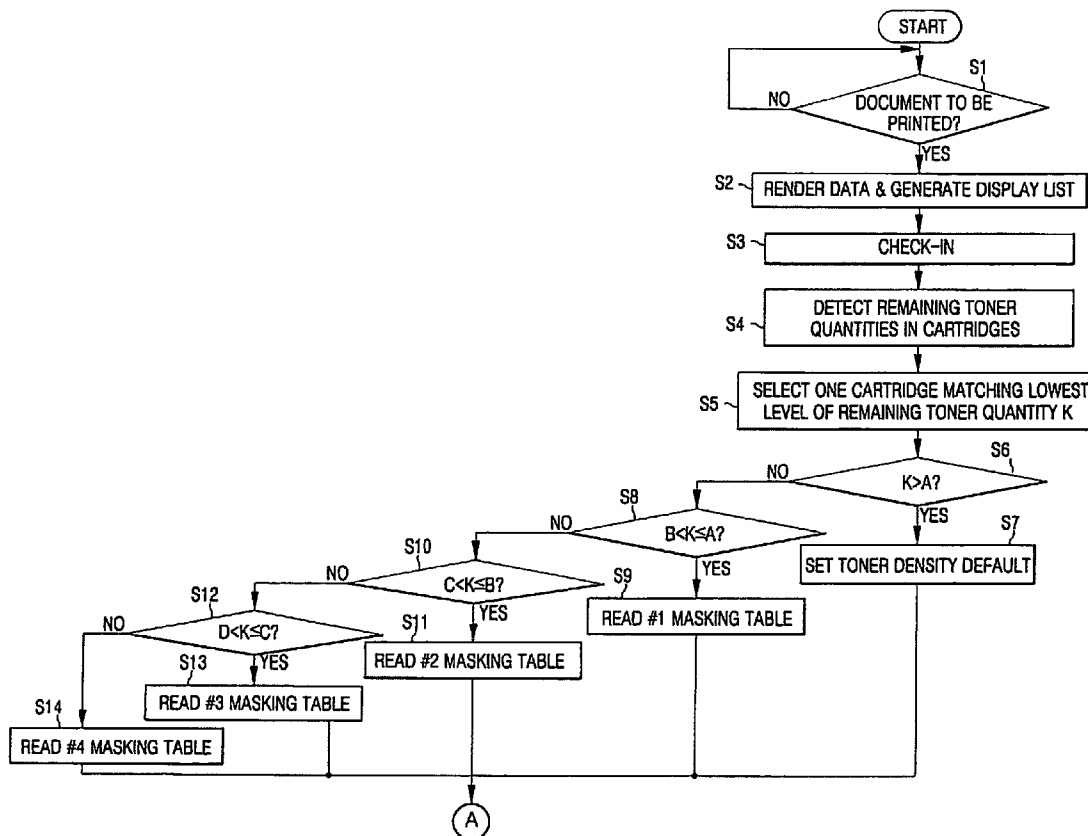 START
S1
NO
DOCUMENT TO BE
PRINTED?
YES
S2
RENDER DATA & GENERATE DISPLAY LIST
S3
CHECK-IN
S4
DETECT REMAINING TONER
QUANTITIES IN CARTRIDGES
S5
SELECT ONE CARTRIDGE MATCHING LOWEST
LEVEL OF REMAINING TONER QUANTITY K
S6
NO
K>A?
YES
S7
SET TONER DENSITY DEFAULT
S8
NO
B<K≤A?
YES
S9
READ #1 MASKING TABLE
S10
NO
C<K≤B?
YES
S11
READ #2 MASKING TABLE
S12
NO
D<K≤C?
YES
S13
READ #3 MASKING TABLE
S14
READ #4 MASKING TABLE
A